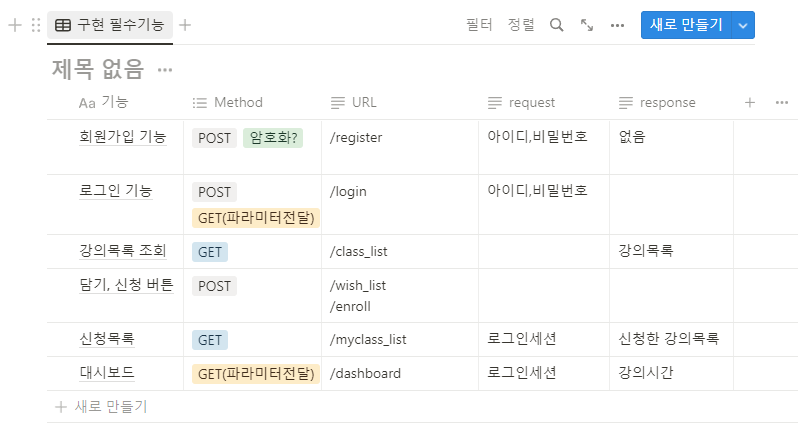 구현 필수기능
필터 정렬 새로 만들기
제목 없음
Aa 기능 Method URL request response
회원가입 기능 POST 암호화? /register 아이디,비밀번호 없음
로그인 기능 POST /login 아이디,비밀번호
GET(파라미터전달)
강의목록 조회 GET /class_list 강의목록
담기, 신청 버튼 POST /wish_list
/enroll
신청목록 GET /myclass_list 로그인세션 신청한 강의목록
대시보드 GET(파라미터전달) /dashboard 로그인세션 강의시간
새로 만들기